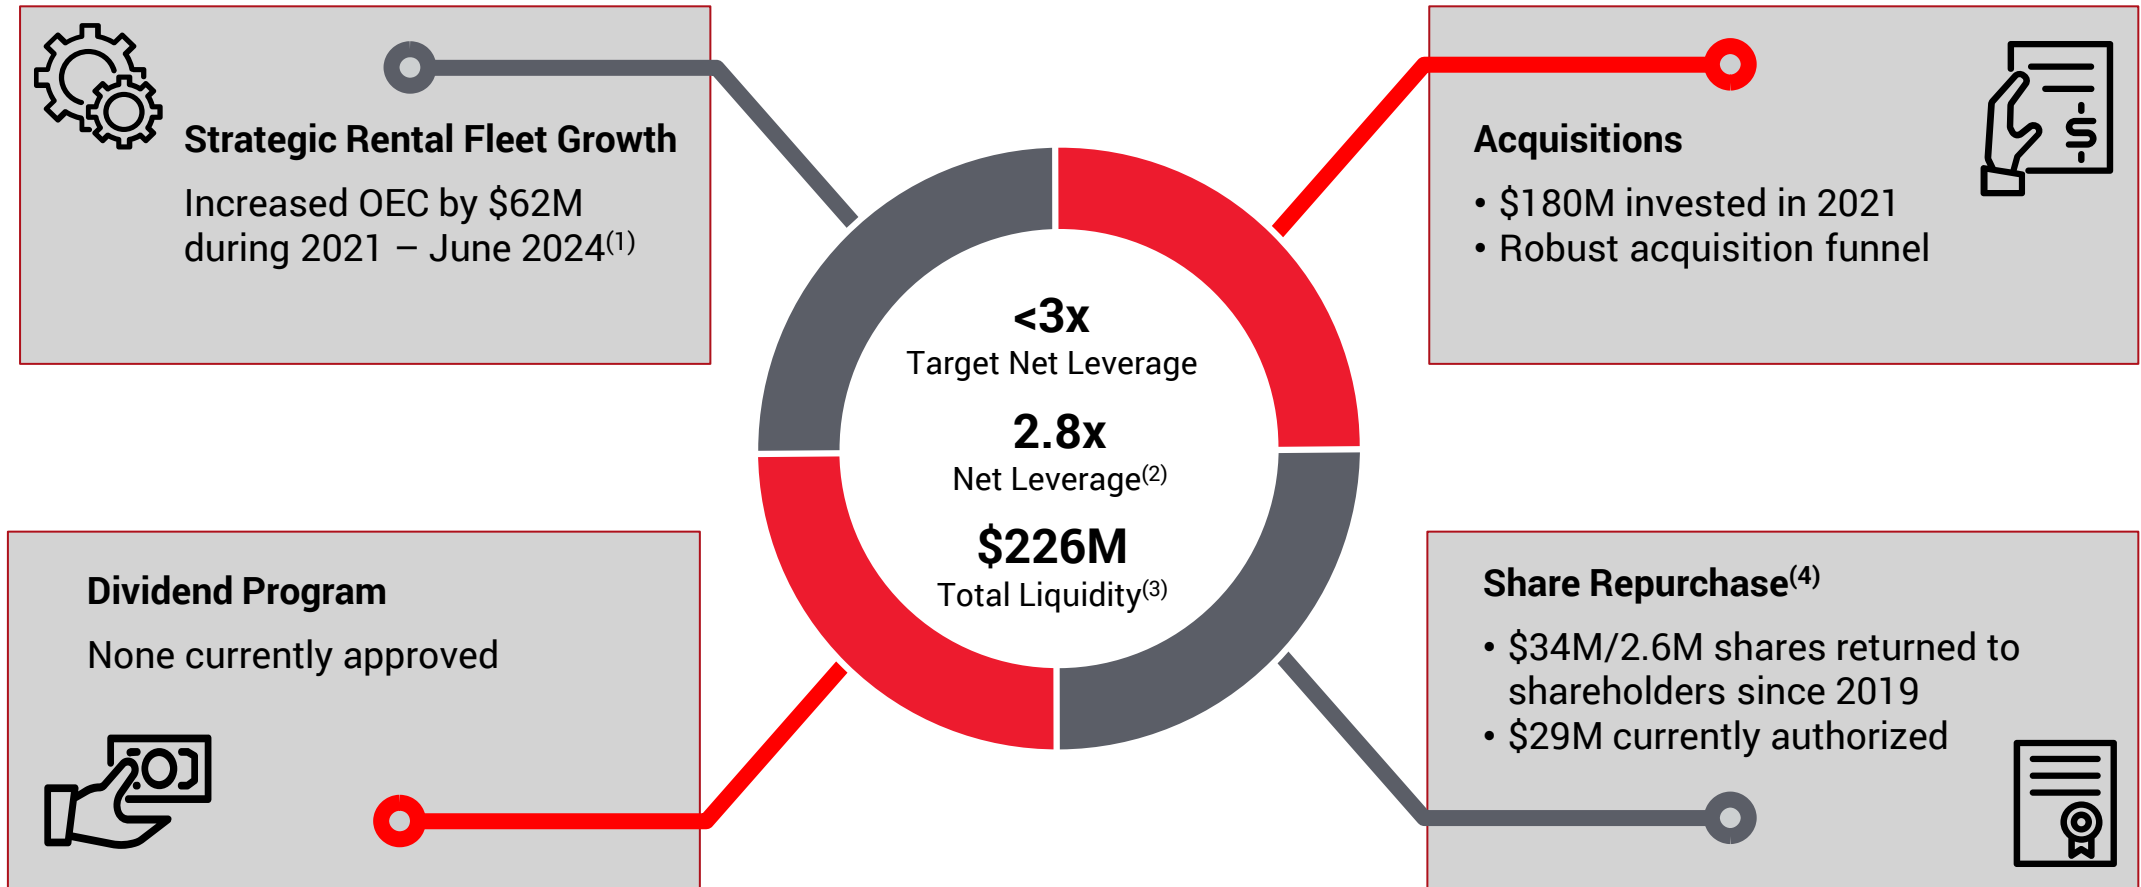 Strategic Rental Fleet Growth
Increased OEC by $62M
during 2021 – June 2024(1)
Acquisitions
• $180M invested in 2021
• Robust acquisition funnel
<3x
Target Net Leverage
2.8x
Net Leverage(2)
$226M
Total Liquidity(3)
Dividend Program
None currently approved
Share Repurchase(4)
• $34M/2.6M shares returned to
shareholders since 2019
• $29M currently authorized
$